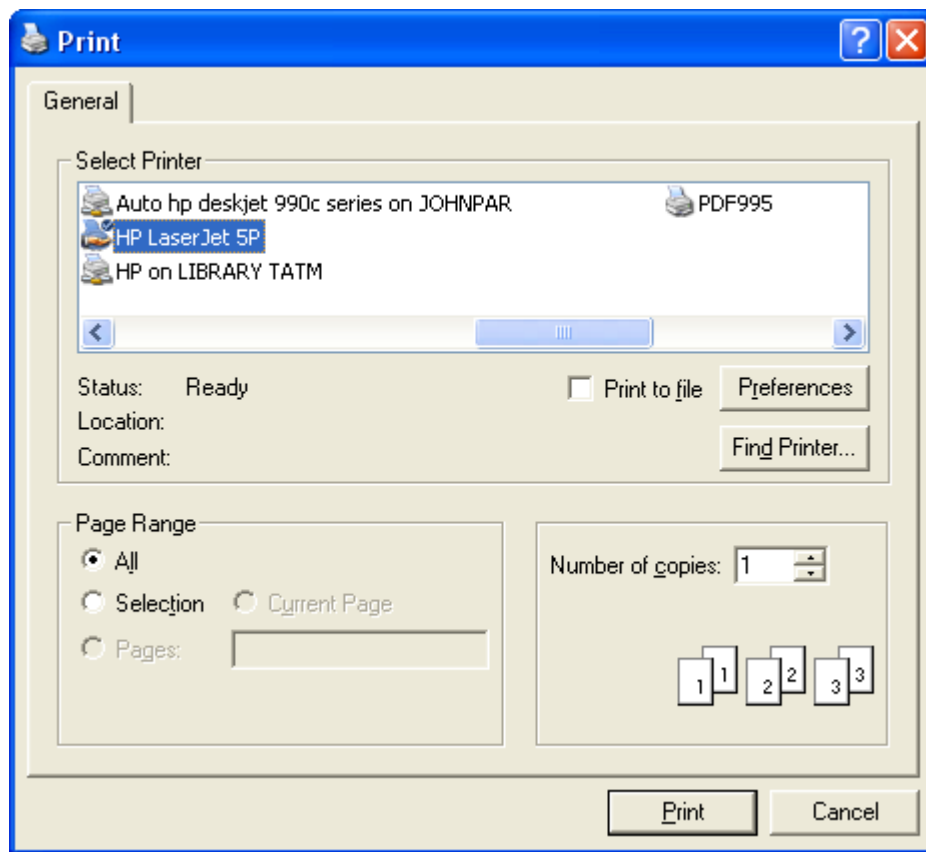 Print
General
Select Printer
Auto hp deskjet 990c series on JOHNPAR PDF995
HP LaserJet 5P
HP on LIBRARY TATM
Status: Ready Print to file Preferences
Location:
Comment: Find Printer...
Page Range
All Number of copies: 1
Selection Current Page
Pages:
1 1 2 2 3 3
Print Cancel